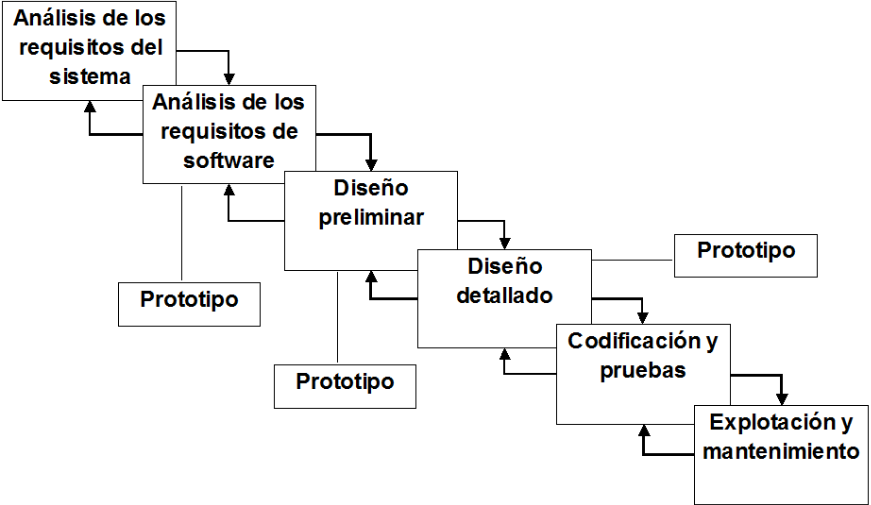 Análisis de los
requisitos del
sistema
Análisis de los
requisitos de
software
Diseño
preliminar
Prototipo
Diseño
detallado
Prototipo
Prototipo
Codificación y
pruebas
Explotación y
mantenimiento